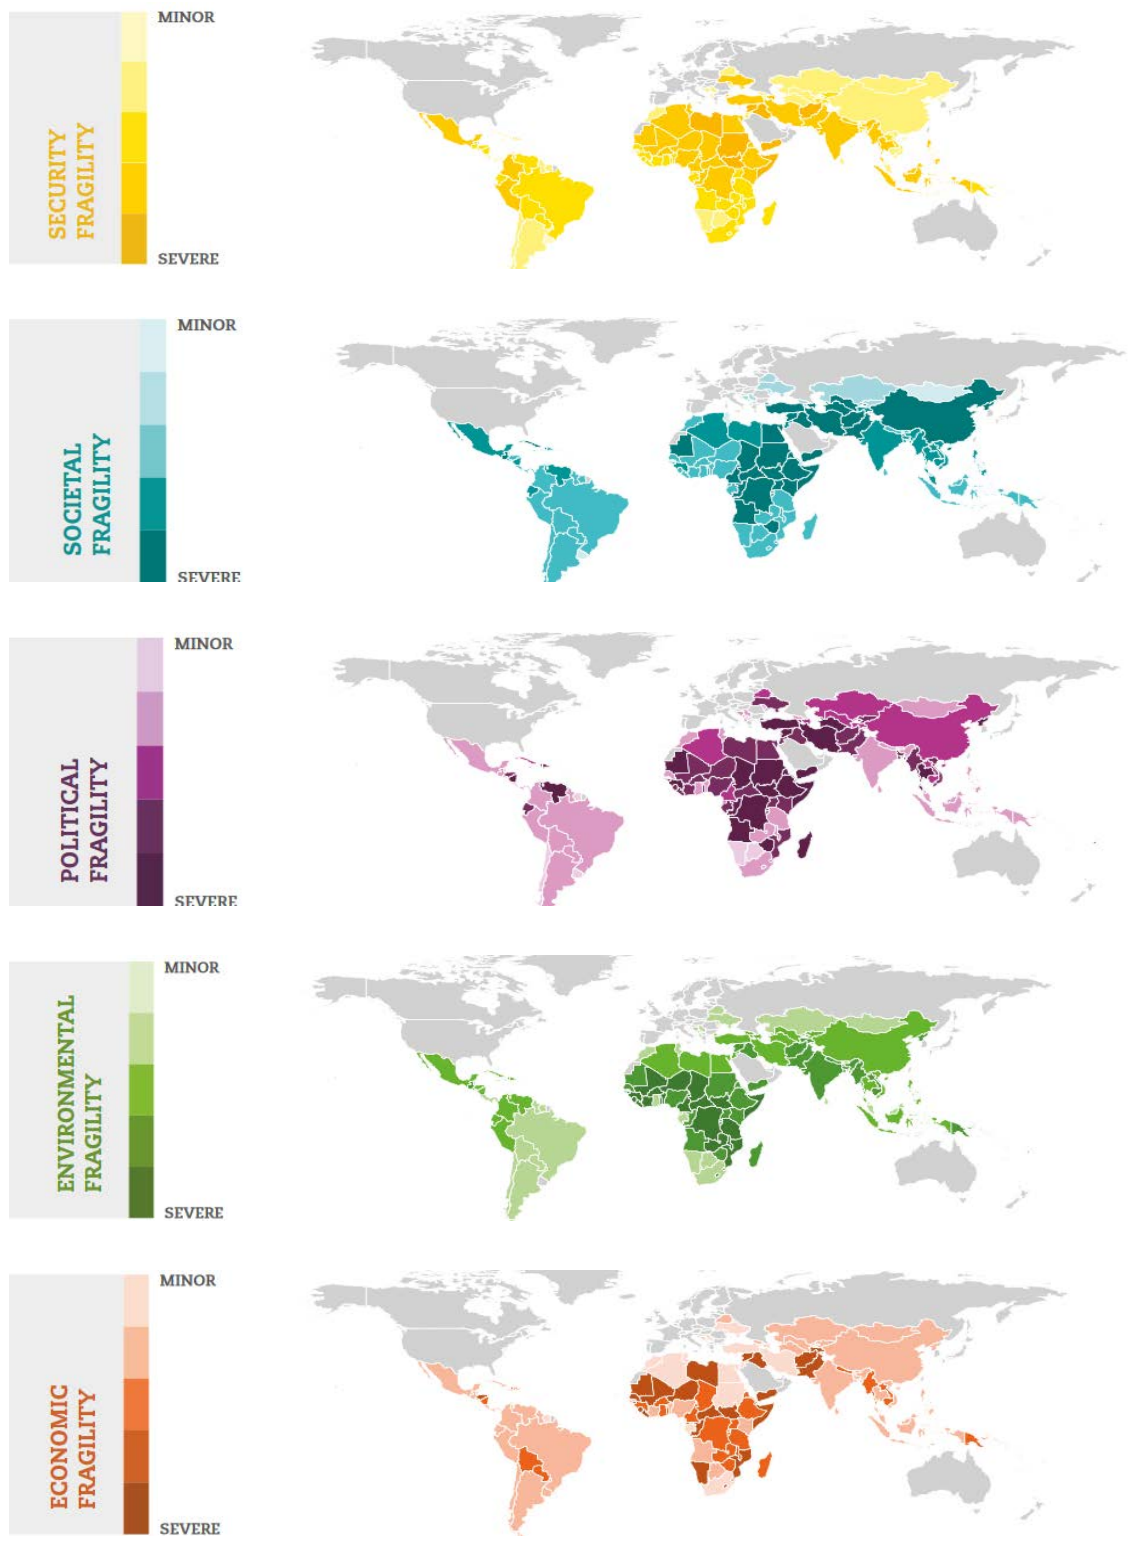 MINOR
SECURITY
FRAGILITY
SEVERE
MINOR
SOCIETAL
FRAGILITY
SEVERE
MINOR
POLITICAL
FRAGILITY
SEVERE
MINOR
ENVIRONMENTAL
FRAGILITY
SEVERE
MINOR
ECONOMIC
FRAGILITY
SEVERE